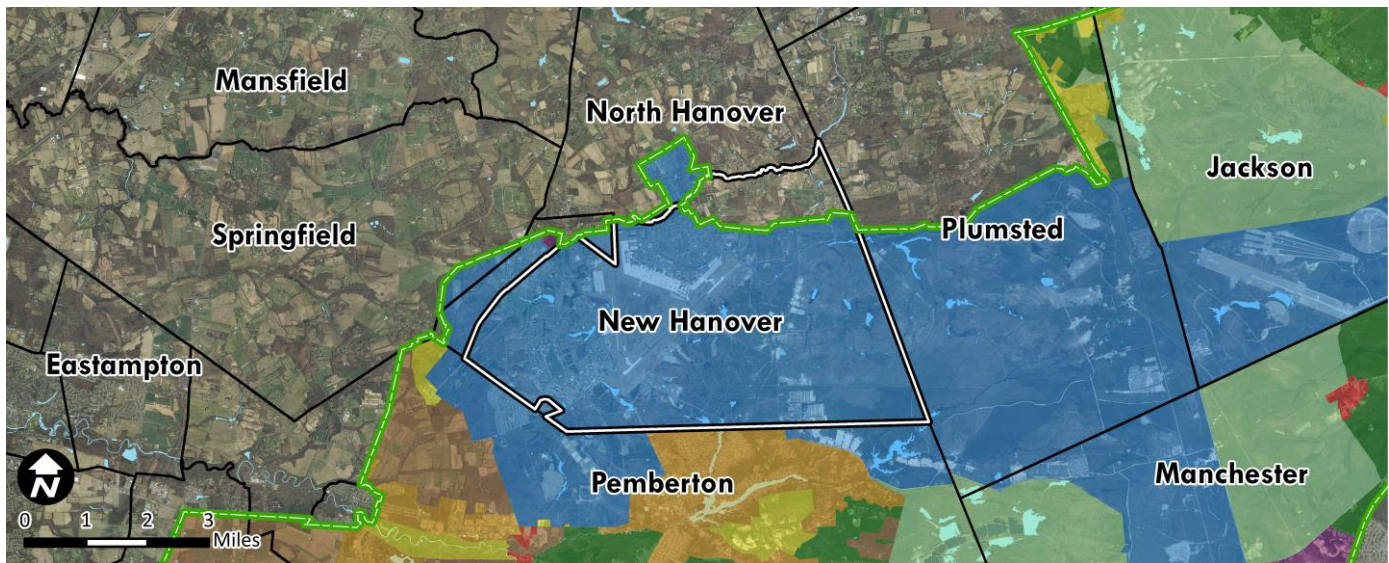 Mansfield
North Hanover
Jackson
Springfield
Plumsted
New Hanover
Eastampton
Pemberton
Manchester
N
0 1 2 3
Miles